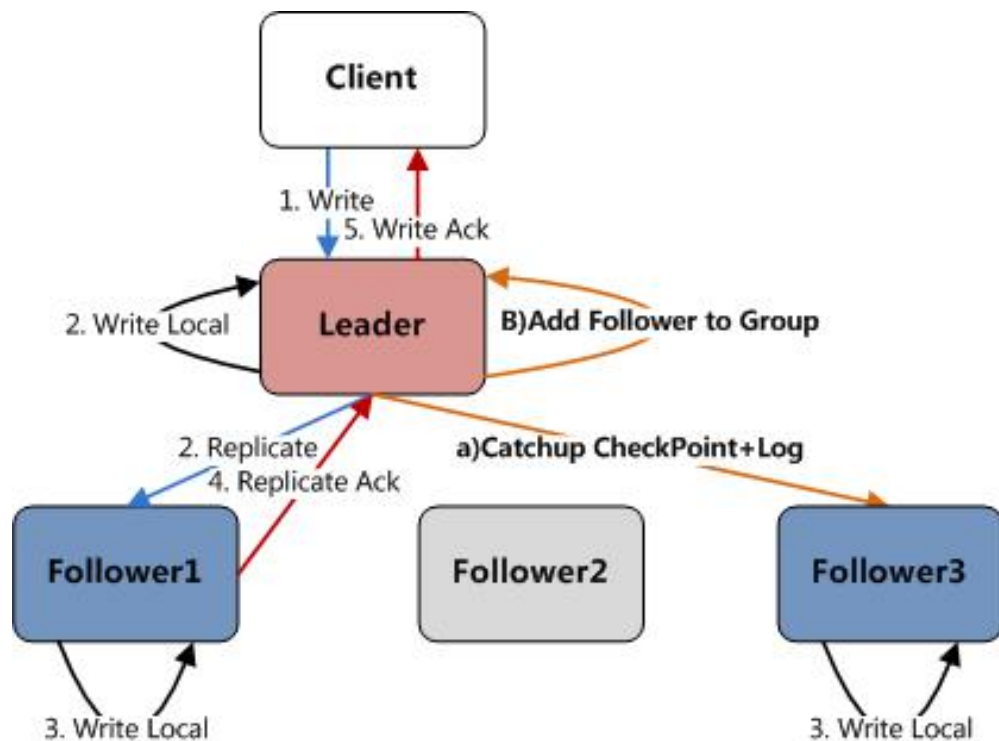 Client
1. Write
5. Write Ack
2. Write Local
Leader
B)Add Follower to Group
2. Replicate
a)Catchup CheckPoint+Log
4. Replicate Ack
Follower1
Follower2
Follower3
3. Write Local
3. Write Local